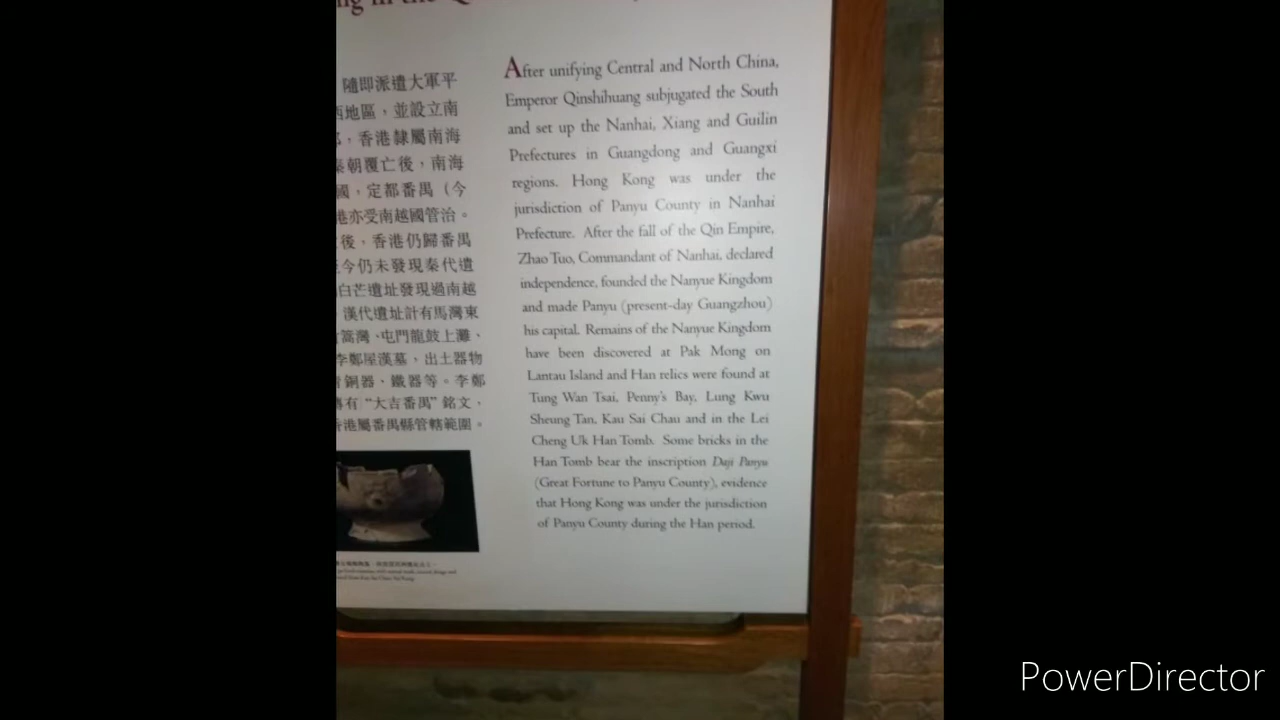 ng in the Q
隨即派遣大軍平
西地區，並設立南
郡，香港隸屬南海
秦朝覆亡後，南海
國，定都番禺（今
港亦受南越國管治。
後，香港仍歸番禺
至今仍未發現秦代遺
白芒遺址發現過南越
漢代遺址計有馬灣東
竹篙灣、屯門龍鼓上灘、
李鄭屋漢墓，出土器物
青銅器、鐵器等。李鄭
磚有“大吉番禺”銘文，
香港屬番禺縣管轄範圍。
After unifying Central and North China,
Emperor Qinshihuang subjugated the South
and set up the Nanhai, Xiang and Guilin
Prefectures in Guangdong and Guangxi
regions. Hong Kong was under the
jurisdiction of Panyu County in Nanhai
Prefecture. After the fall of the Qin Empire,
Zhao Tuo, Commandant of Nanhai, declared
independence, founded the Nanyue Kingdom
and made Panyu (present-day Guangzhou)
his capital. Remains of the Nanyue Kingdom
have been discovered at Pak Mong on
Lantau Island and Han relics were found at
Tung Wan Tsai, Penny's Bay, Lung Kwu
Sheung Tan, Kau Sai Chau and in the Lei
Cheng Uk Han Tomb. Some bricks in the
Han Tomb bear the inscription Daji Panyu
(Great Fortune to Panyu County), evidence
that Hong Kong was under the jurisdiction
of Panyu County during the Han period.
PowerDirector